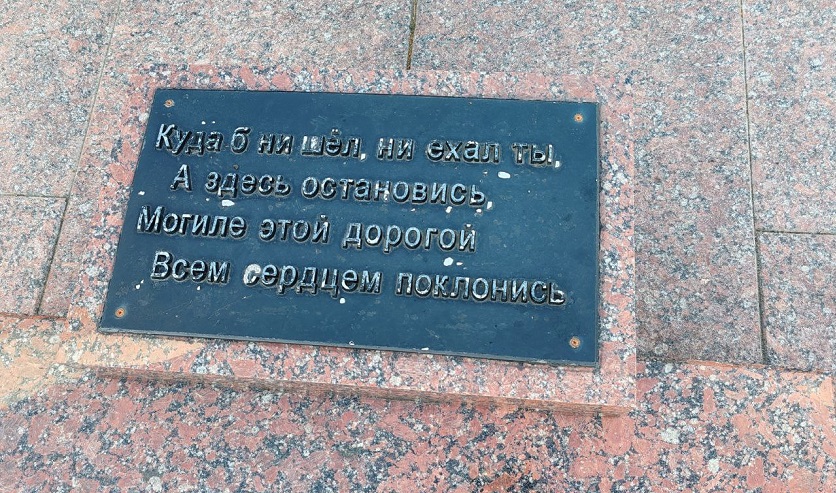 Куда б ни шёл, ни ехал ты,
А здесь остановись,
Могиле этой дорогой
Всем сердцем поклонись